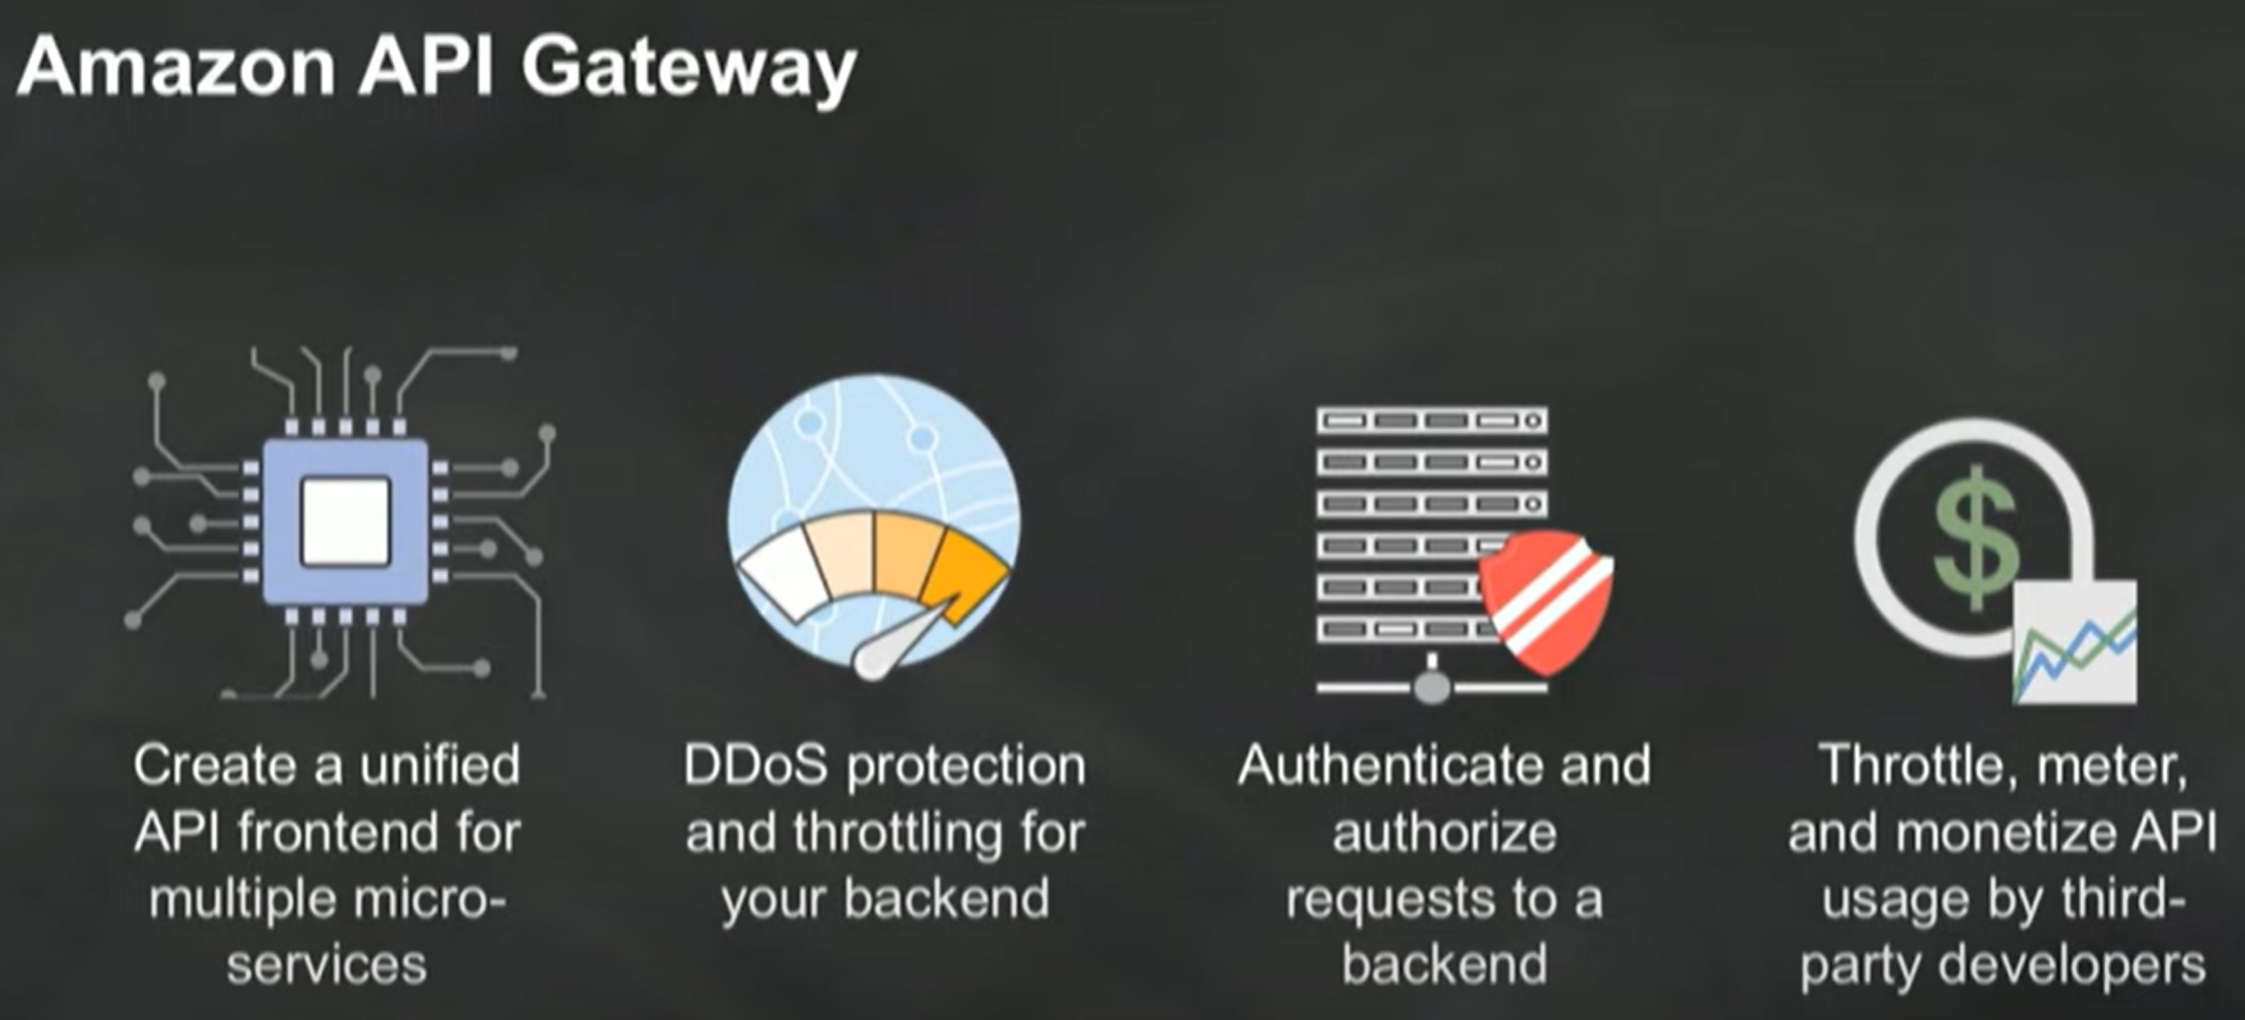 Amazon API Gateway
Create a unified
API frontend for
multiple micro-
services
DDoS protection
and throttling for
your backend
Authenticate and
authorize
requests to a
backend
Throttle, meter,
and monetize API
usage by third-
party developers